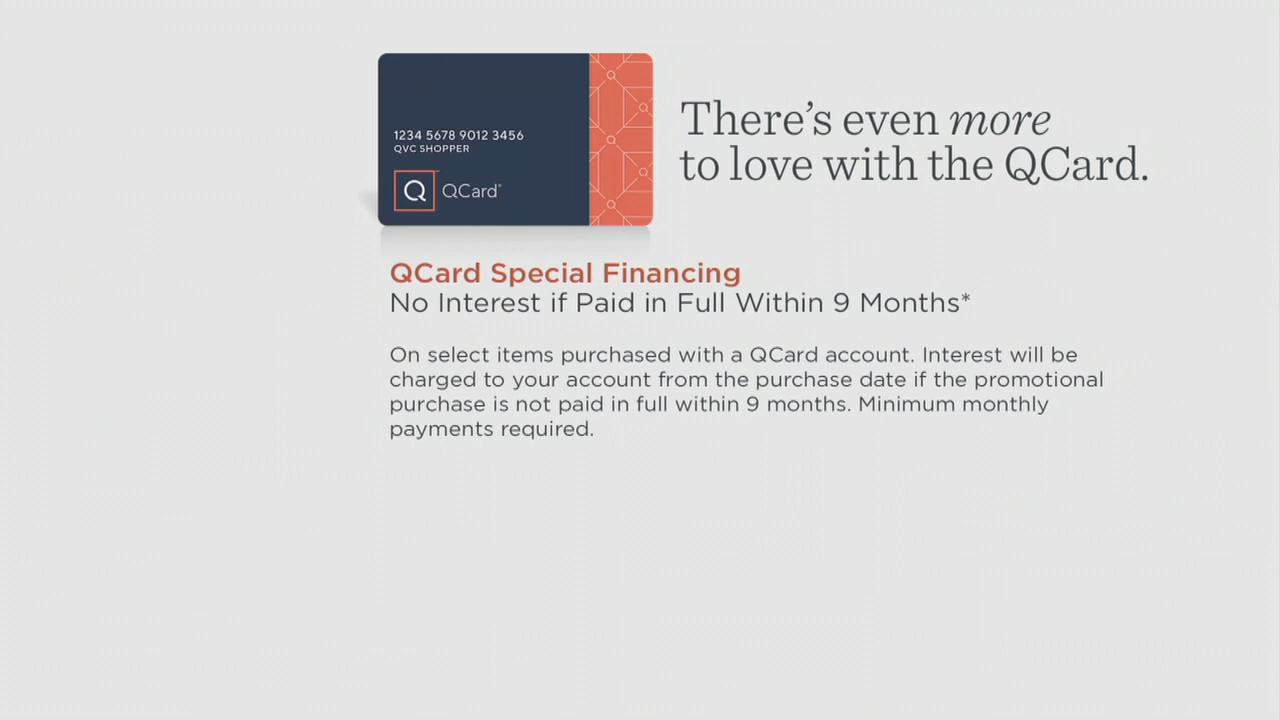 1234 5678 9012 3456
QVC SHOPPER
Q QCard®
There's even more
to love with the QCard.
QCard Special Financing
No Interest if Paid in Full Within 9 Months*
On select items purchased with a QCard account. Interest will be
charged to your account from the purchase date if the promotional
purchase is not paid in full within 9 months. Minimum monthly
payments required.